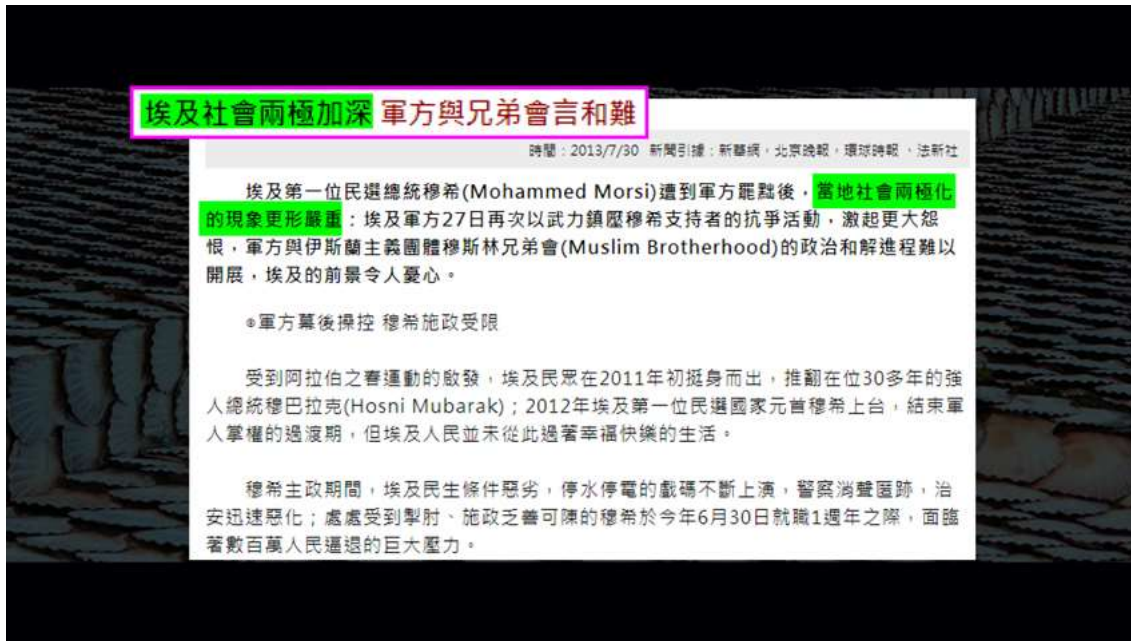 埃及社會兩極加深 軍方與兄弟會言和難
時間：2013/7/30 新聞引據：新華網，北京晚報，環球時報、法新社
埃及第一位民選總統穆希(Mohammed Morsi)遭到軍方罷黜後，當地社會兩極化
的現象更形嚴重：埃及軍方27日再次以武力鎮壓穆希支持者的抗爭活動，激起更大怨
恨，軍方與伊斯蘭主義團體穆斯林兄弟會(Muslim Brotherhood)的政治和解進程難以
開展，埃及的前景令人憂心。
◎軍方幕後操控 穆希施政受限
受到阿拉伯之春運動的啟發，埃及民眾在2011年初挺身而出，推翻在位30多年的強
人總統穆巴拉克(Hosni Mubarak)；2012年埃及第一位民選國家元首穆希上台，結束軍
人掌權的過渡期，但埃及人民並未從此過著幸福快樂的生活。
穆希主政期間，埃及民生條件惡劣，停水停電的戲碼不斷上演，警察消聲匿跡，治
安迅速惡化；處處受到掣肘、施政乏善可陳的穆希於今年6月30日就職1週年之際，面臨
著數百萬人民逼退的巨大壓力。